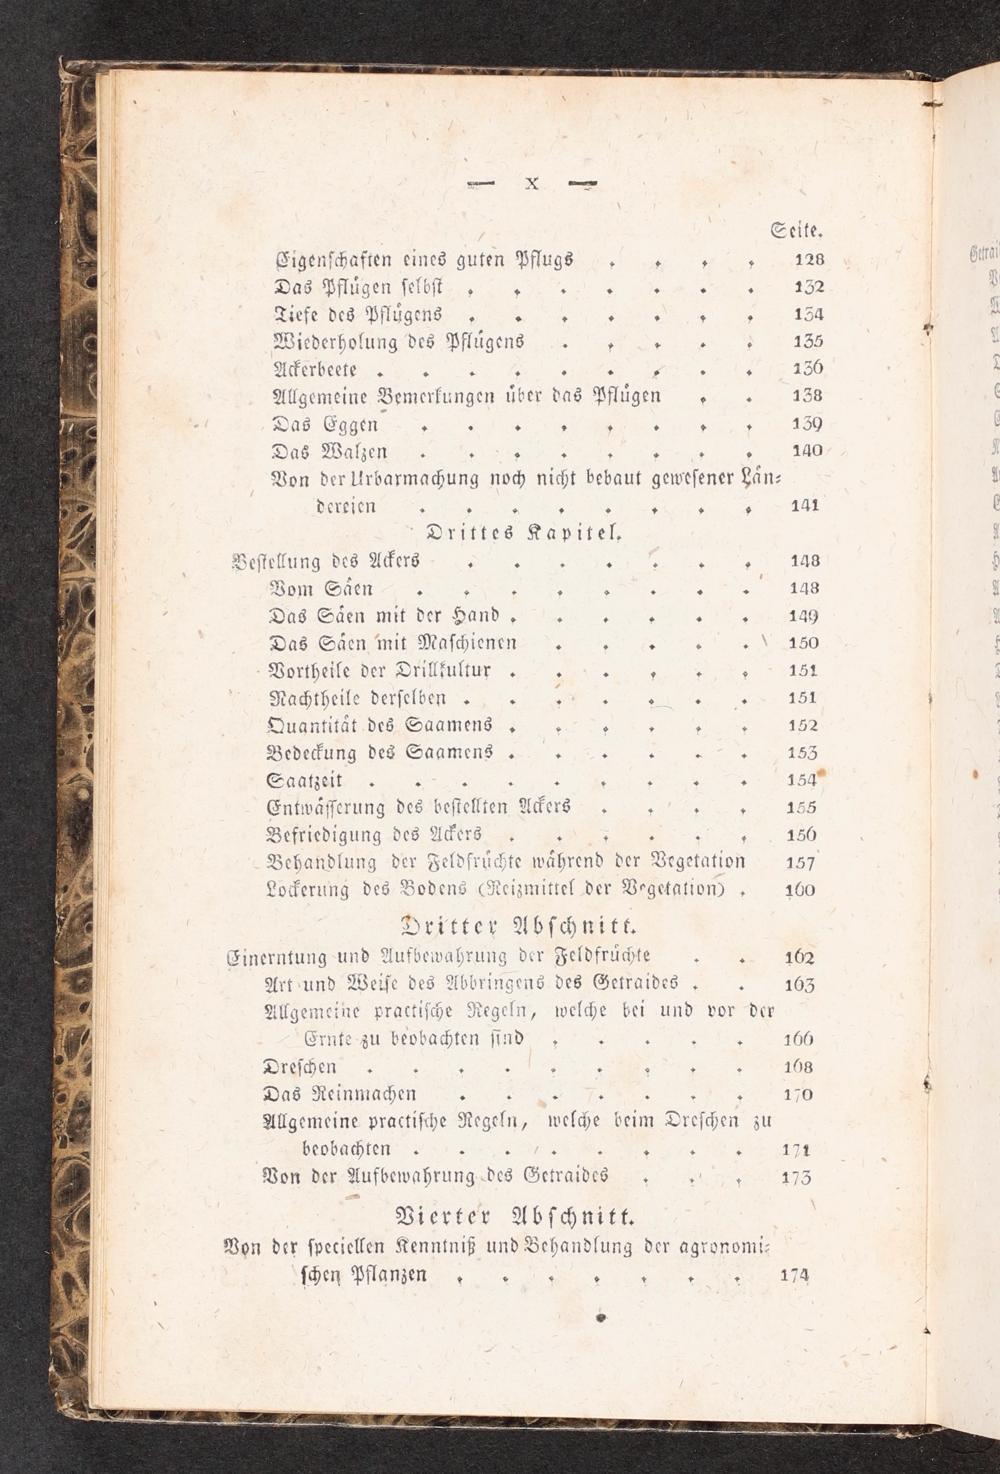 — X —
Seite.
Eigenschaften eines guten Pflugs . . . . 128
Das Pflügen selbst . . . . . . . 132
Tiefe des Pflügens . . . . . . . 134
Wiederholung des Pflügens . . . . . 135
Ackerbeete . . . . . . . . . 136
Allgemeine Bemerkungen über das Pflügen . . 138
Das Eggen . . . . . . . . 139
Das Walzen . . . . . . . . 140
Von der Urbarmachung noch nicht bebaut gewesener Län-
dereien . . . . . . . . 141
Drittes Kapitel.
Bestellung des Ackers . . . . . . . 148
Vom Säen . . . . . . . . 148
Das Säen mit der Hand . . . . . . 149
Das Säen mit Maschienen . . . . . 150
Vortheile der Drillkultur . . . . . . 151
Nachtheile derselben . . . . . . . 151
Quantität des Saamens . . . . . . 152
Bedeckung des Saamens . . . . . . 153
Saatzeit . . . . . . . . . 154
Entwässerung des bestellten Ackers . . . . 155
Befriedigung des Ackers . . . . . . 156
Behandlung der Feldfrüchte während der Vegetation 157
Lockerung des Bodens (Reizmittel der Vegetation) . 160
Dritter Abschnitt.
Einerntung und Aufbewahrung der Feldfrüchte . . 162
Art und Weise des Abbringens des Getraides . . 163
Allgemeine practische Regeln, welche bei und vor der
Ernte zu beobachten sind . . . . . 166
Dreschen . . . . . . . . . 168
Das Reinmachen . . . . . . . 170
Allgemeine practische Regeln, welche beim Dreschen zu
beobachten . . . . . . . . 171
Von der Aufbewahrung des Getraides . . . 173
Vierter Abschnitt.
Von der speciellen Kenntniß und Behandlung der agronomi-
schen Pflanzen . . . . . . . 174